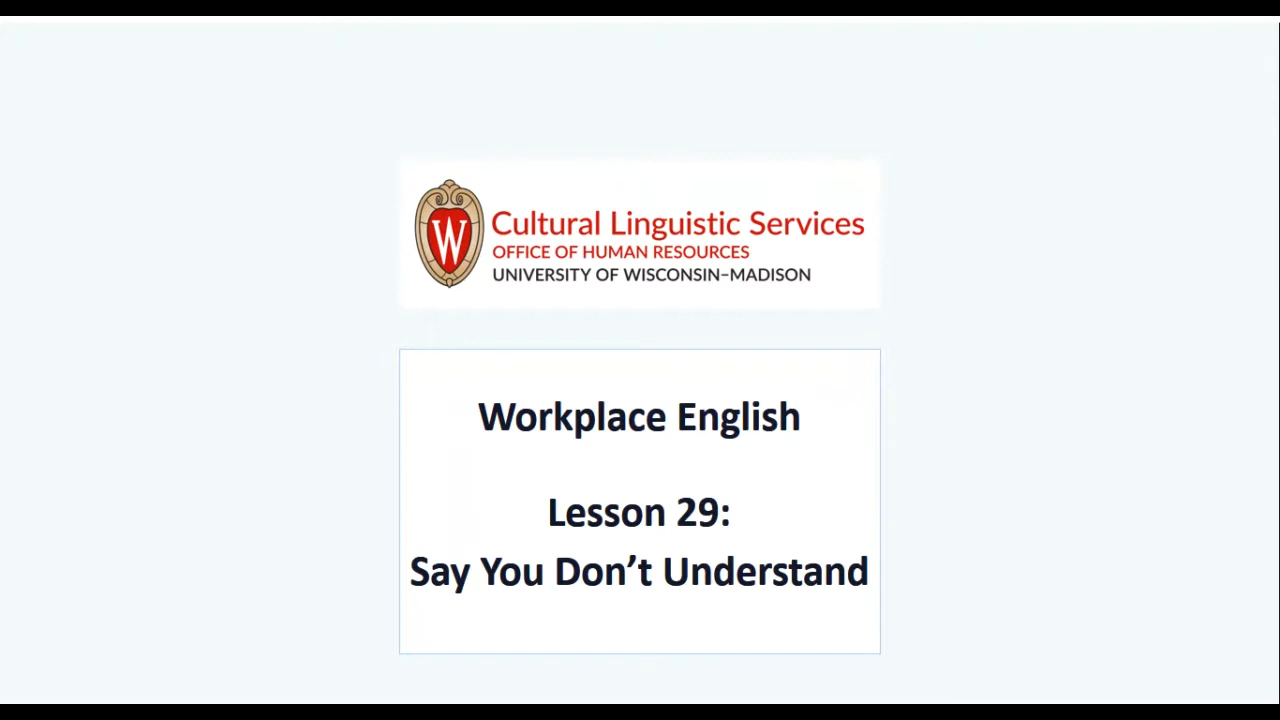 W
Cultural Linguistic Services
OFFICE OF HUMAN RESOURCES
UNIVERSITY OF WISCONSIN–MADISON
Workplace English
Lesson 29:
Say You Don’t Understand